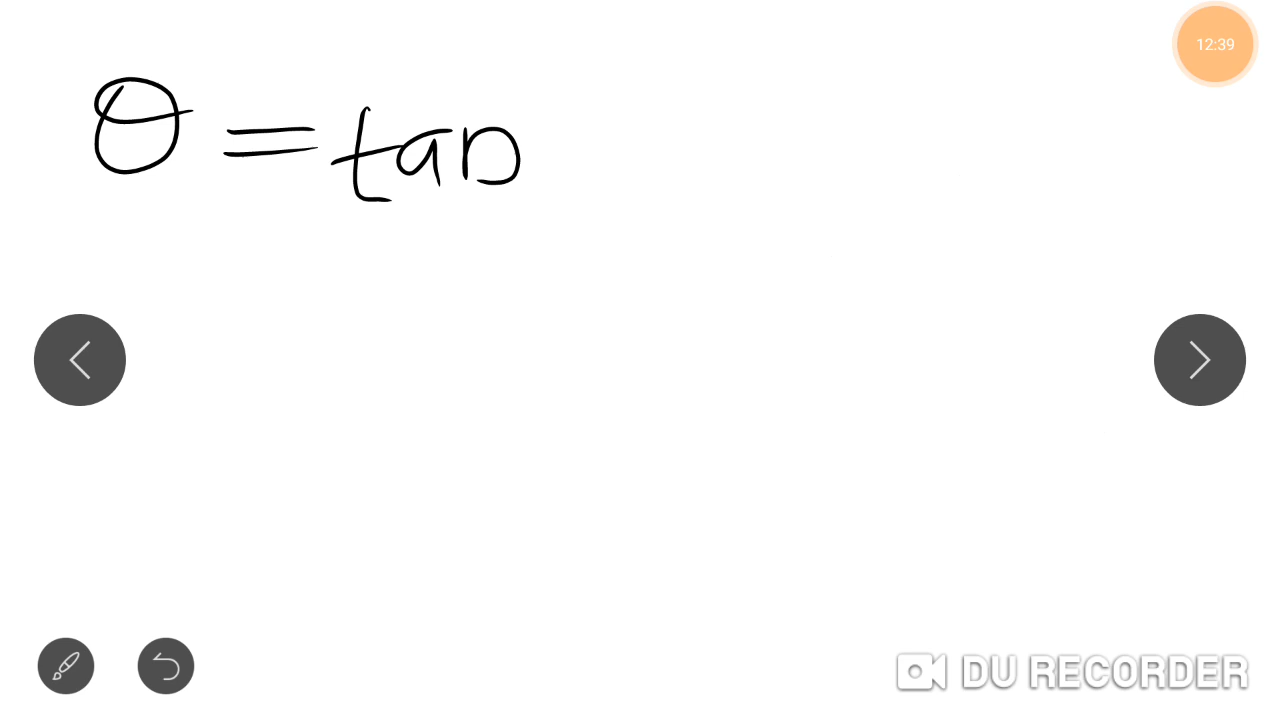 12:39
θ = tan
DU RECORDER